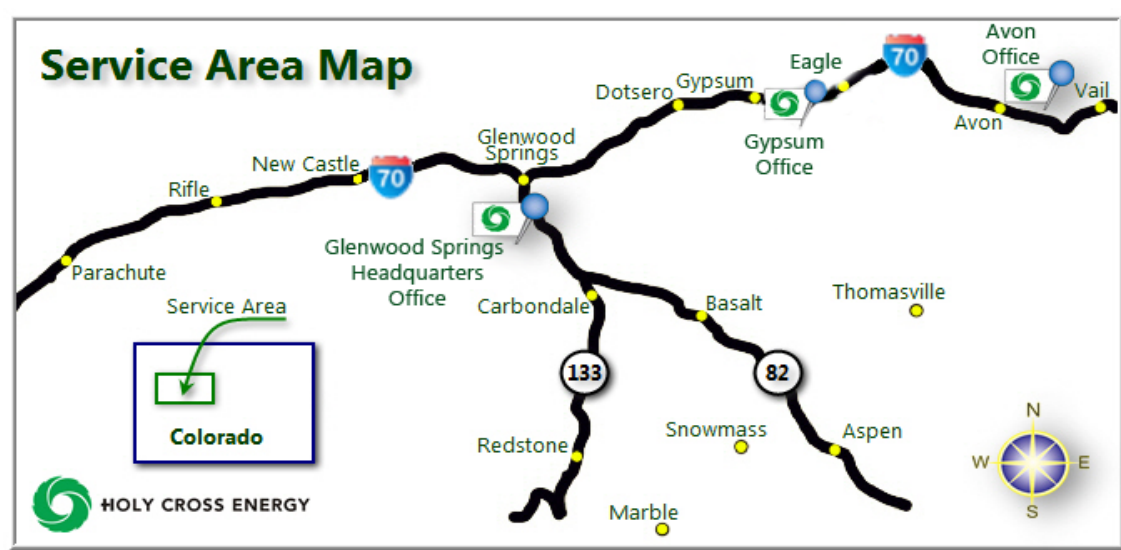 Service Area Map
Avon
Office
70
Eagle
Vail
Gypsum
Dotsero
Avon
Gypsum
Office
Glenwood
Springs
New Castle
70
Rifle
Glenwood Springs
Headquarters
Office
Parachute
Carbondale
Basalt
Thomasville
Service Area
133
82
Colorado
Redstone
Snowmass
Aspen
N
W
E
S
HOLY CROSS ENERGY
Marble